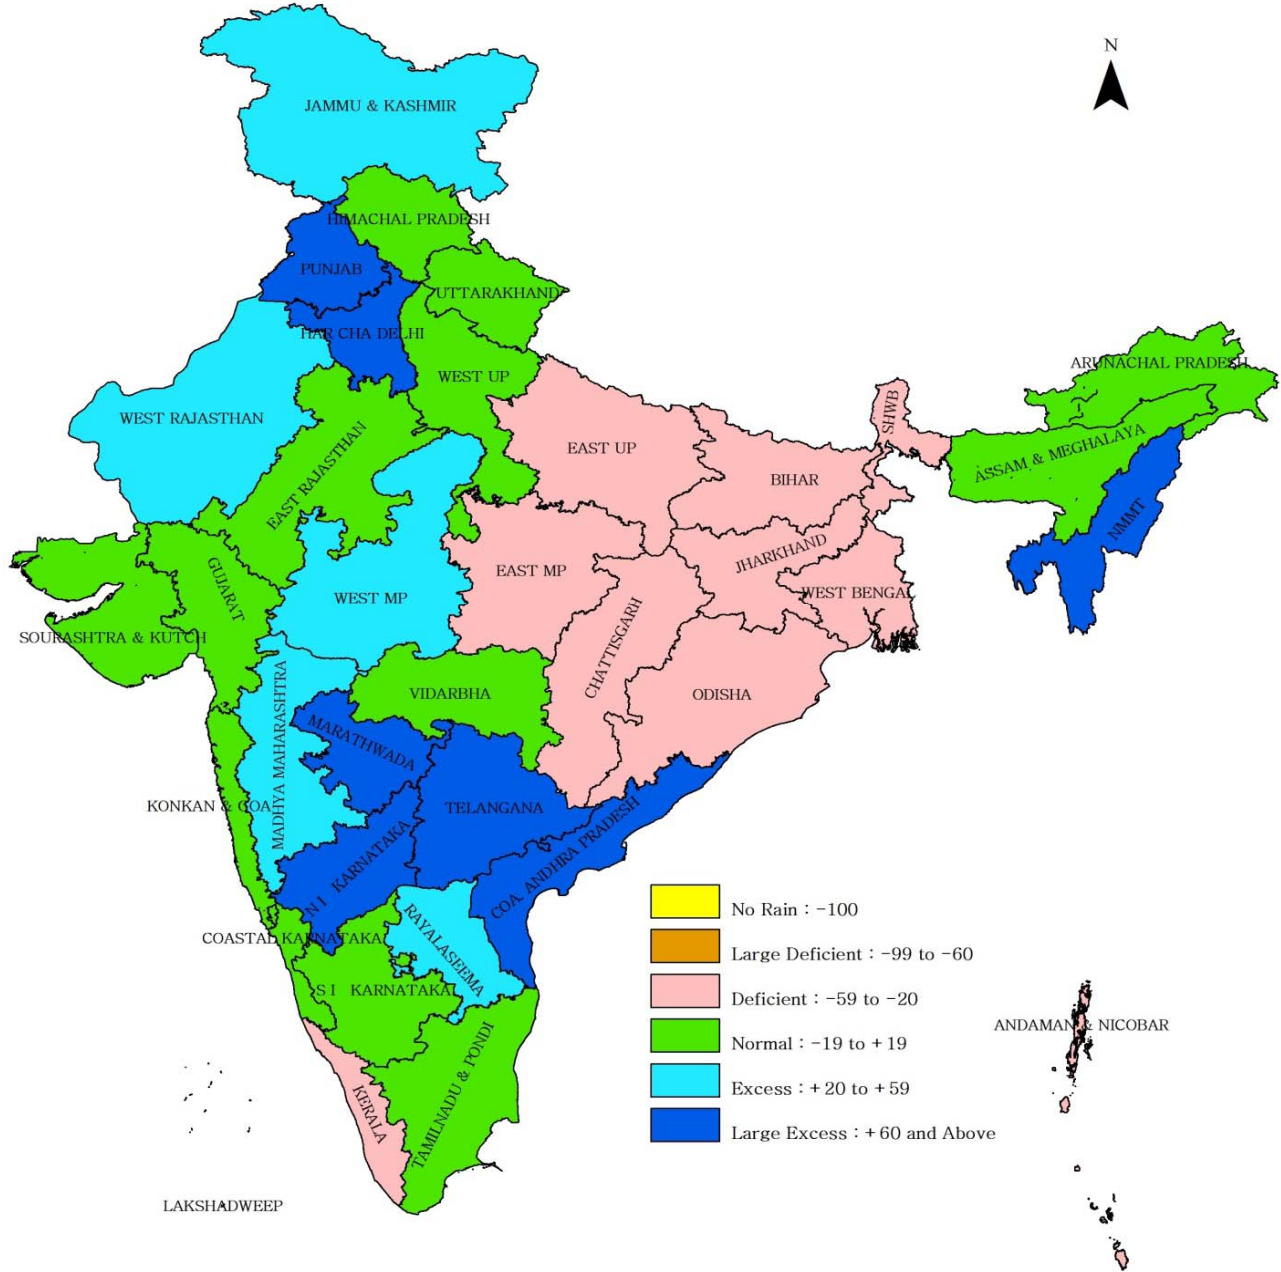 N
JAMMU & KASHMIR
HIMACHAL PRADESH
PUNJAB
UTTARAKHAND
HAR CHA DELHI
WEST UP
ARUNACHAL PRADESH
WEST RAJASTHAN
SHWB
EAST UP
EAST RAJASTHAN
ASSAM & MEGHALAYA
BIHAR
NMMT
JHARKHAND
EAST MP
GUJARAT
WEST MP
WEST BENGAL
SOURASHTRA & KUTCH
CHATTISGARH
VIDARBHA
ODISHA
MADHYA MAHARASHTRA
MARATHWADA
KONKAN & GOA
TELANGANA
COA. ANDHRA PRADESH
N I KARNATAKA
COASTAL KARNATAKA
RAYALASEEMA
S I KARNATAKA
TAMILNADU & PONDI
KERALA
LAKSHADWEEP
ANDAMAN & NICOBAR
No Rain : -100
Large Deficient : -99 to -60
Deficient : -59 to -20
Normal : -19 to +19
Excess : +20 to +59
Large Excess : +60 and Above